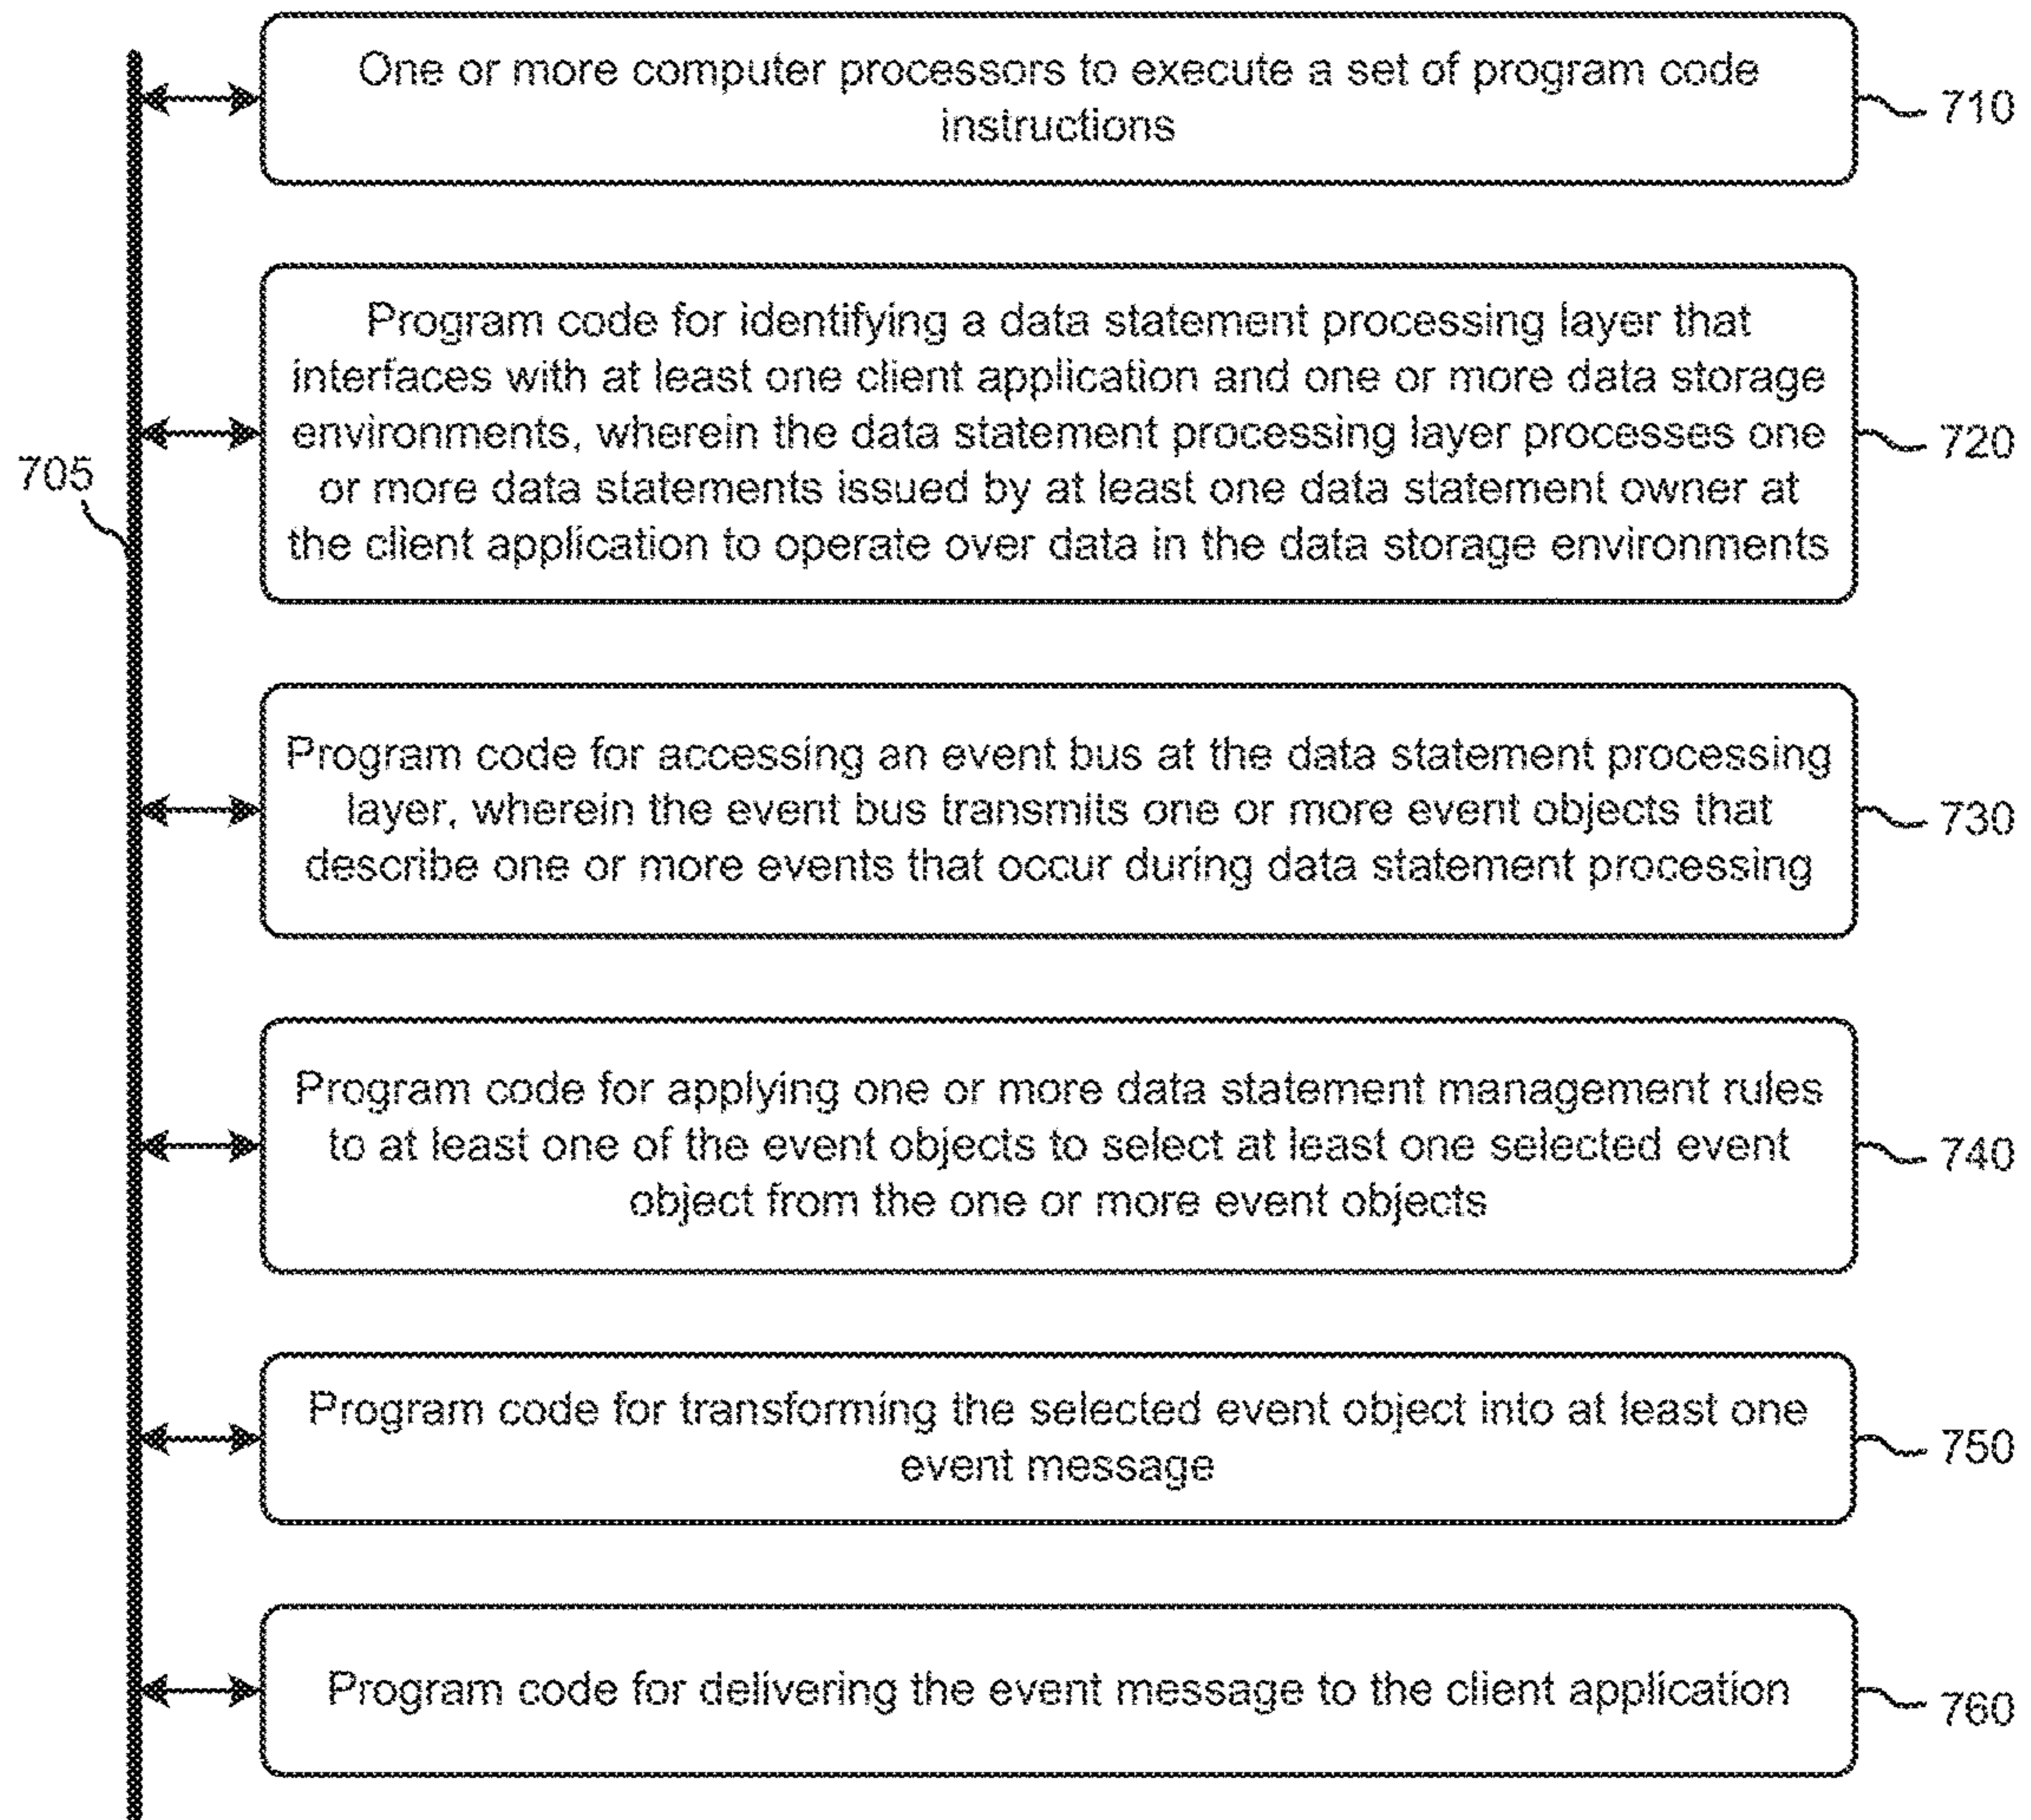 One or more computer processors to execute a set of program code
instructions
710
Program code for identifying a data statement processing layer that
interfaces with at least one client application and one or more data storage
environments, wherein the data statement processing layer processes one
or more data statements issued by at least one data statement owner at
the client application to operate over data in the data storage environments
720
705
Program code for accessing an event bus at the data statement processing
layer, wherein the event bus transmits one or more event objects that
describe one or more events that occur during data statement processing
730
Program code for applying one or more data statement management rules
to at least one of the event objects to select at least one selected event
object from the one or more event objects
740
Program code for transforming the selected event object into at least one
event message
750
Program code for delivering the event message to the client application
760